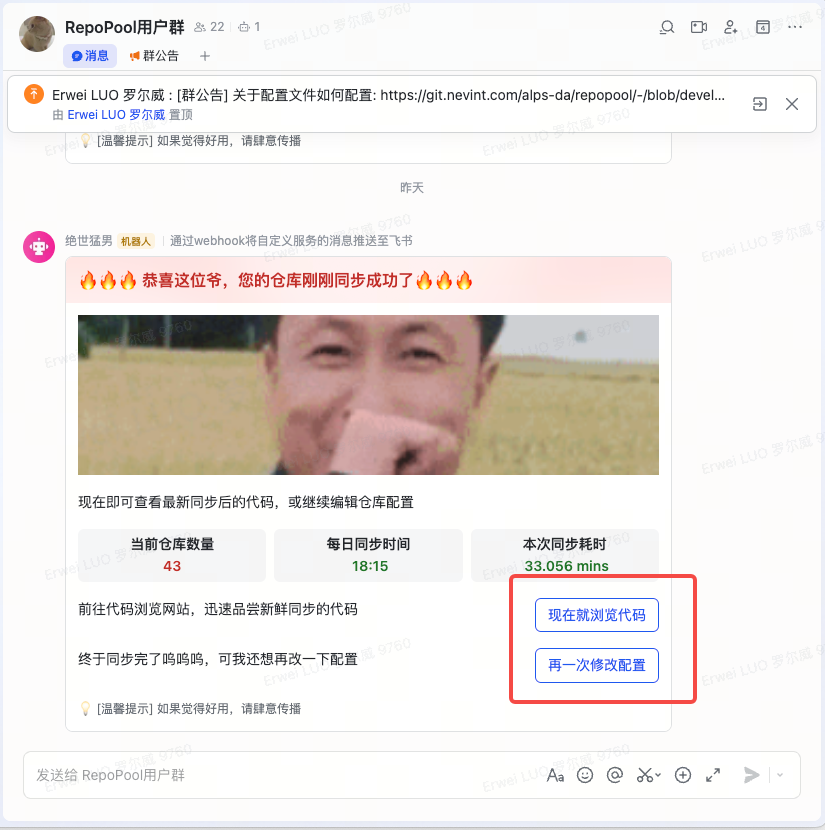 RepoPool用户群 22 1
消息 群公告 +
Erwei LUO 罗尔威 : [群公告] 关于配置文件如何配置: https://git.nevint.com/alps-da/repopool/-/blob/devel...
由 Erwei LUO 罗尔威 置顶
[温馨提示] 如果觉得好用，请肆意传播
昨天
绝世猛男 机器人 | 通过webhook将自定义服务的消息推送至飞书
🔥🔥🔥 恭喜这位爷，您的仓库刚刚同步成功了🔥🔥🔥
现在即可查看最新同步后的代码，或继续编辑仓库配置
当前仓库数量 每日同步时间 本次同步耗时
43 18:15 33.056 mins
前往代码浏览网站，迅速品尝新鲜同步的代码 现在就浏览代码
终于同步完了呜呜呜，可我还想再改一下配置 再一次修改配置
[温馨提示] 如果觉得好用，请肆意传播
发送给 RepoPool用户群 Aa
Erwei LUO 罗尔威 9760